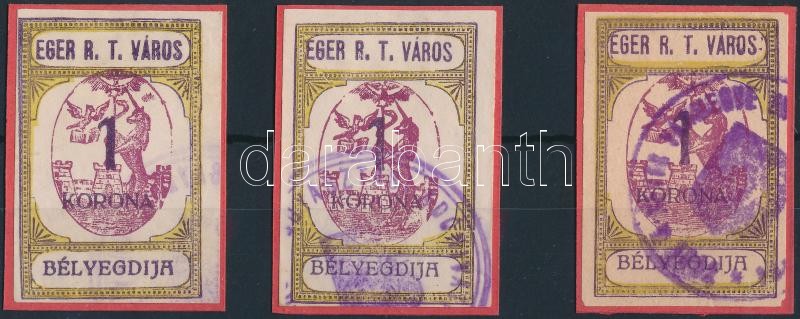 EGER R. T. VÁROS
1
KORONA
BÉLYEGDIJA
EGER R. T. VÁROS
1
KORONA
BÉLYEGDIJA
EGER R. T. VÁROS
1
KORONA
BÉLYEGDIJA
darabanth